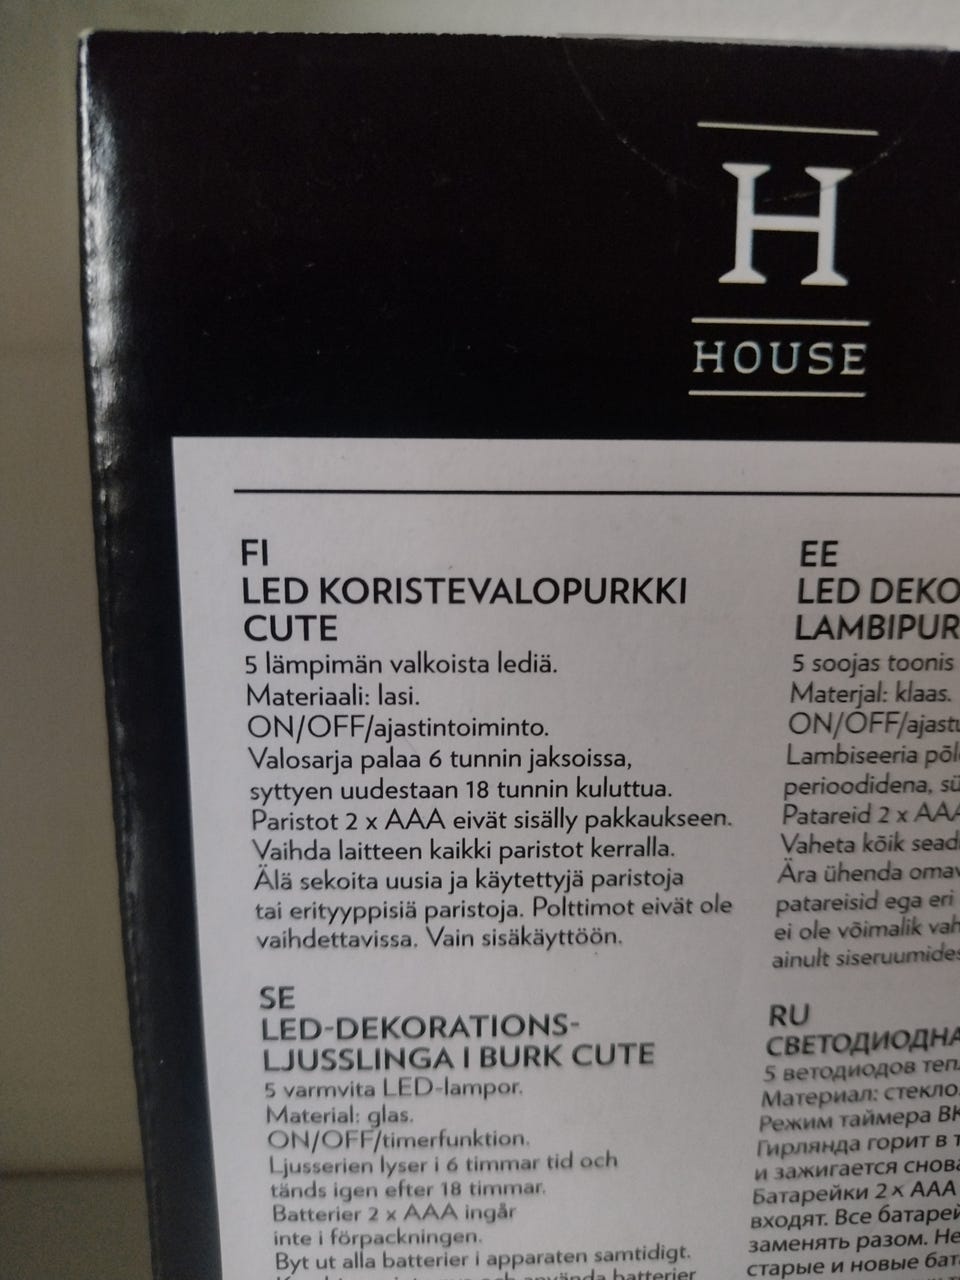 H
HOUSE
FI
LED KORISTEVALOPURKKI
CUTE
5 lämpimän valkoista lediä.
Materiaali: lasi.
ON/OFF/ajastintoiminto.
Valosarja palaa 6 tunnin jaksoissa,
syttyen uudestaan 18 tunnin kuluttua.
Paristot 2 x AAA eivät sisälly pakkaukseen.
Vaihda laitteen kaikki paristot kerralla.
Älä sekoita uusia ja käytettyjä paristoja
tai erityyppisiä paristoja. Polttimot eivät ole
vaihdettavissa. Vain sisäkäyttöön.
SE
LED-DEKORATIONS-
LJUSSLINGA I BURK CUTE
5 varmvita LED-lampor.
Material: glas.
ON/OFF/timerfunktion.
Ljusserien lyser i 6 timmar tid och
tänds igen efter 18 timmar.
Batterier 2 x AAA ingår
inte i förpackningen.
Byt ut alla batterier i apparaten samtidigt.
använda batterier
EE
LED DEKO
LAMBIPUR
5 soojas toonis
Materjal: klaas.
ON/OFF/ajastu
Lambiseeria põl
perioodidena, sü
Patareid 2 x AAA
Vaheta kõik sead
Ära ühenda omav
patareisid ega eri
ei ole võimalik vah
ainult siseruumides
RU
СВЕТОДИОДНА
5 ветодиодов теп
Материал: стекло.
Режим таймера ВК
Гирлянда горит в т
и зажигается снова
Батарейки 2 x AAA
входят. Все батарей
заменять разом. Не
старые и новые бат